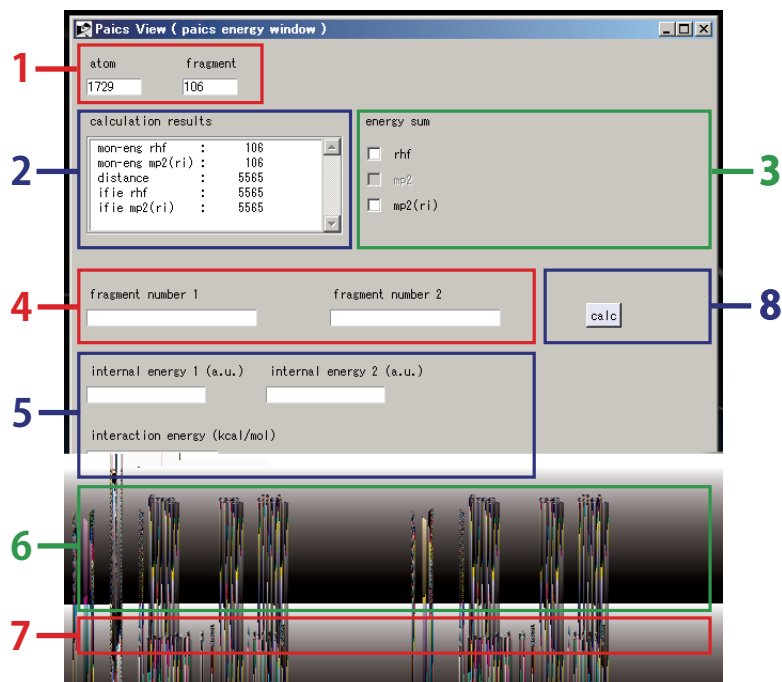 Paics View ( paics energy window )
1
atom fragment
1729 106
2
calculation results
mon-eng rhf : 106
mon-eng mp2(ri) : 106
distance : 5565
ifie rhf : 5565
ifie mp2(ri) : 5565
energy sum
rhf
mp2
mp2(ri)
3
4
fragment number 1 fragment number 2
calc
8
5
internal energy 1 (a.u.) internal energy 2 (a.u.)
interaction energy (kcal/mol)
6
7